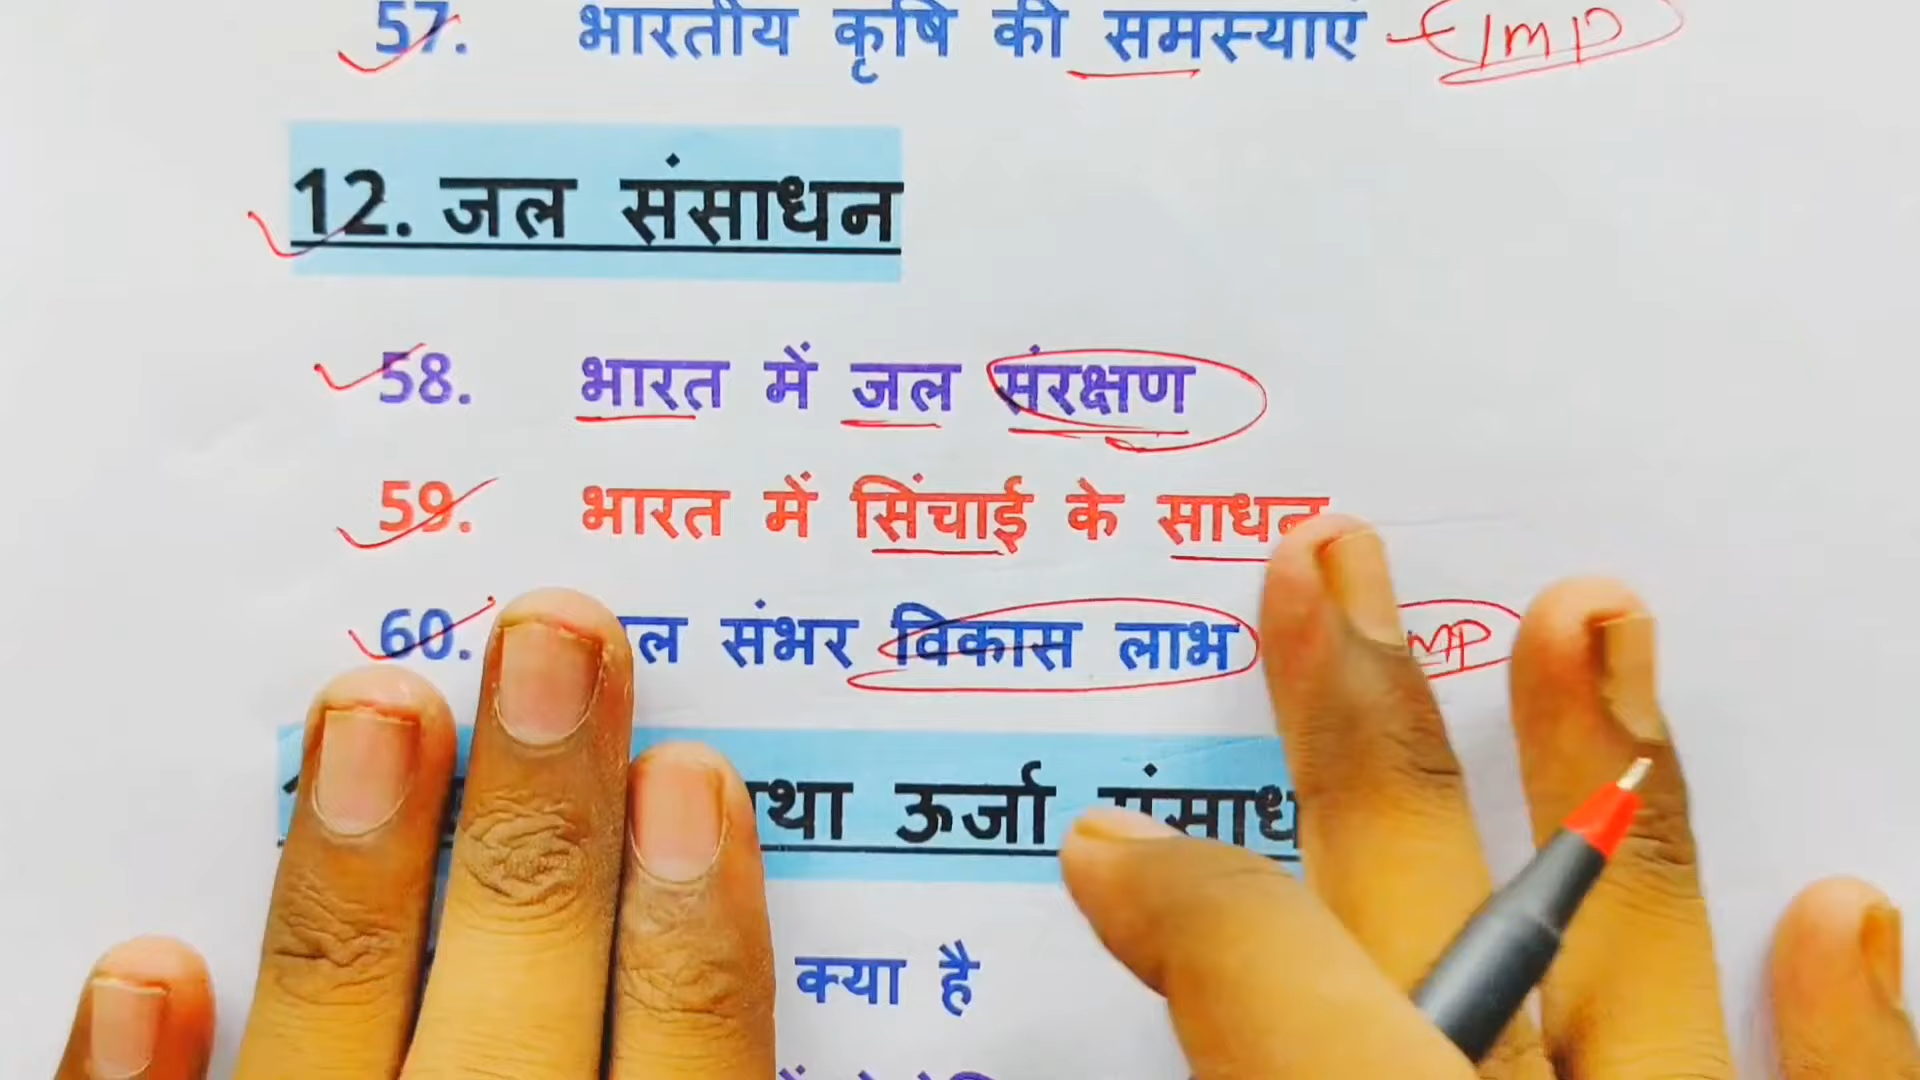 57. भारतीय कृषि की समस्याएं IMP
12. जल संसाधन
58. भारत में जल संरक्षण
59. भारत में सिंचाई के साधन
60. संभर विकास लाभ
ऊर्जा
क्या है